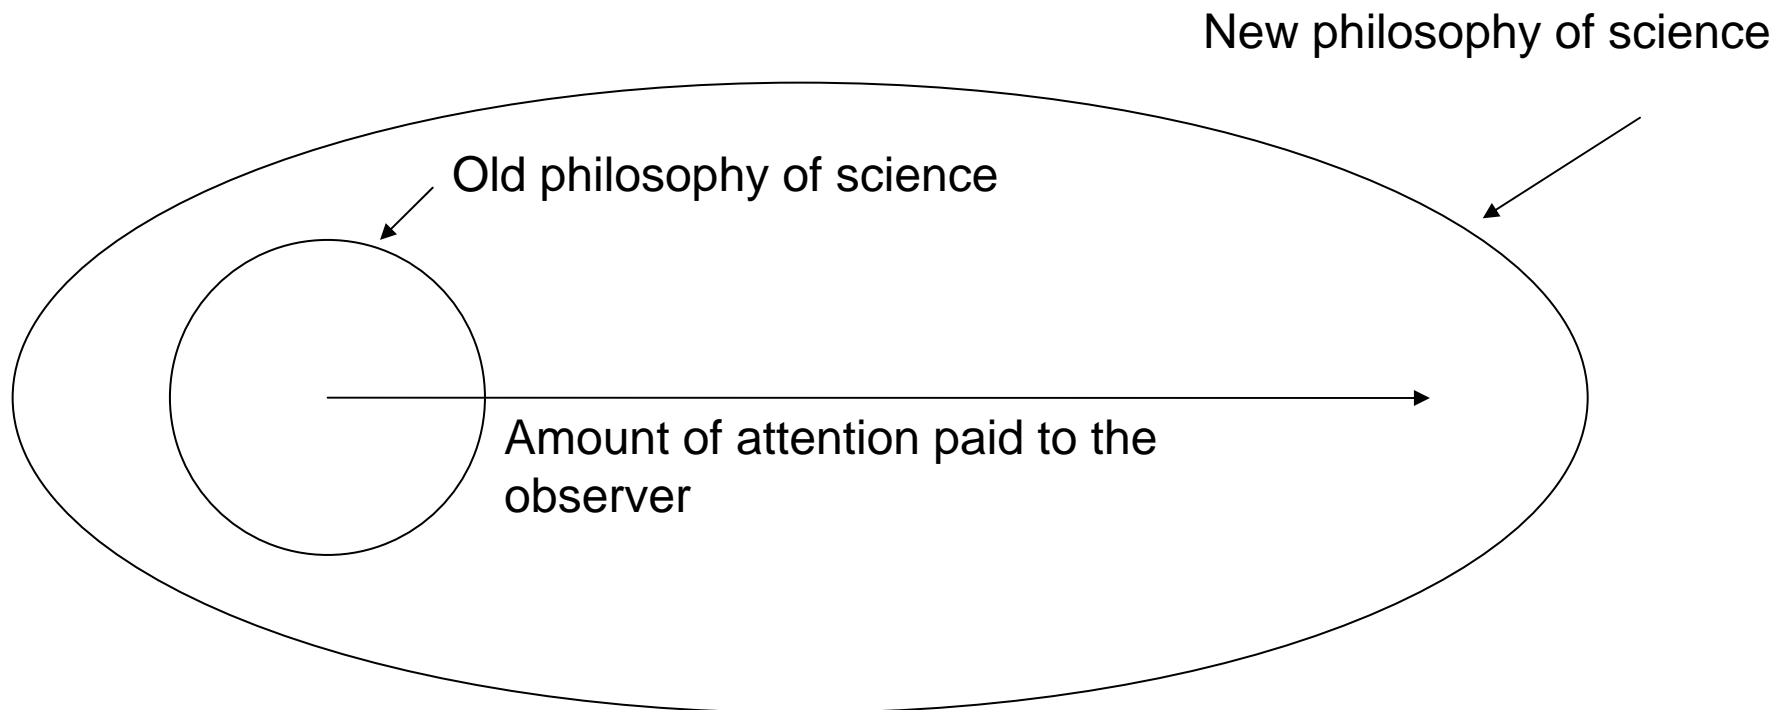 New philosophy of science
Old philosophy of science
Amount of attention paid to the
observer